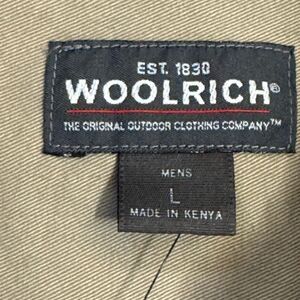 EST. 1830
WOOLRICH®
THE ORIGINAL OUTDOOR CLOTHING COMPANY™
MENS
L
MADE IN KENYA